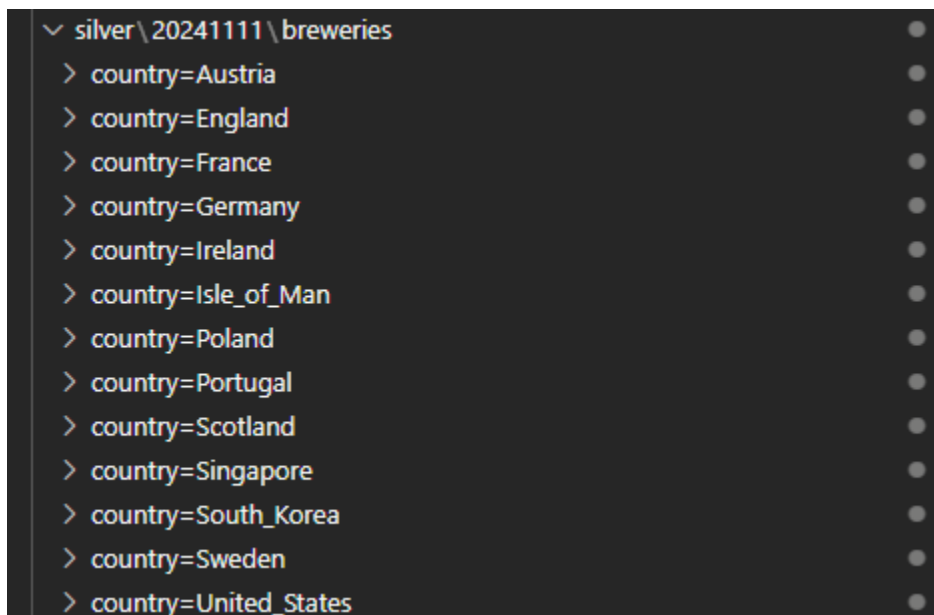 silver\20241111\breweries
country=Austria
country=England
country=France
country=Germany
country=Ireland
country=Isle_of_Man
country=Poland
country=Portugal
country=Scotland
country=Singapore
country=South_Korea
country=Sweden
country=United_States